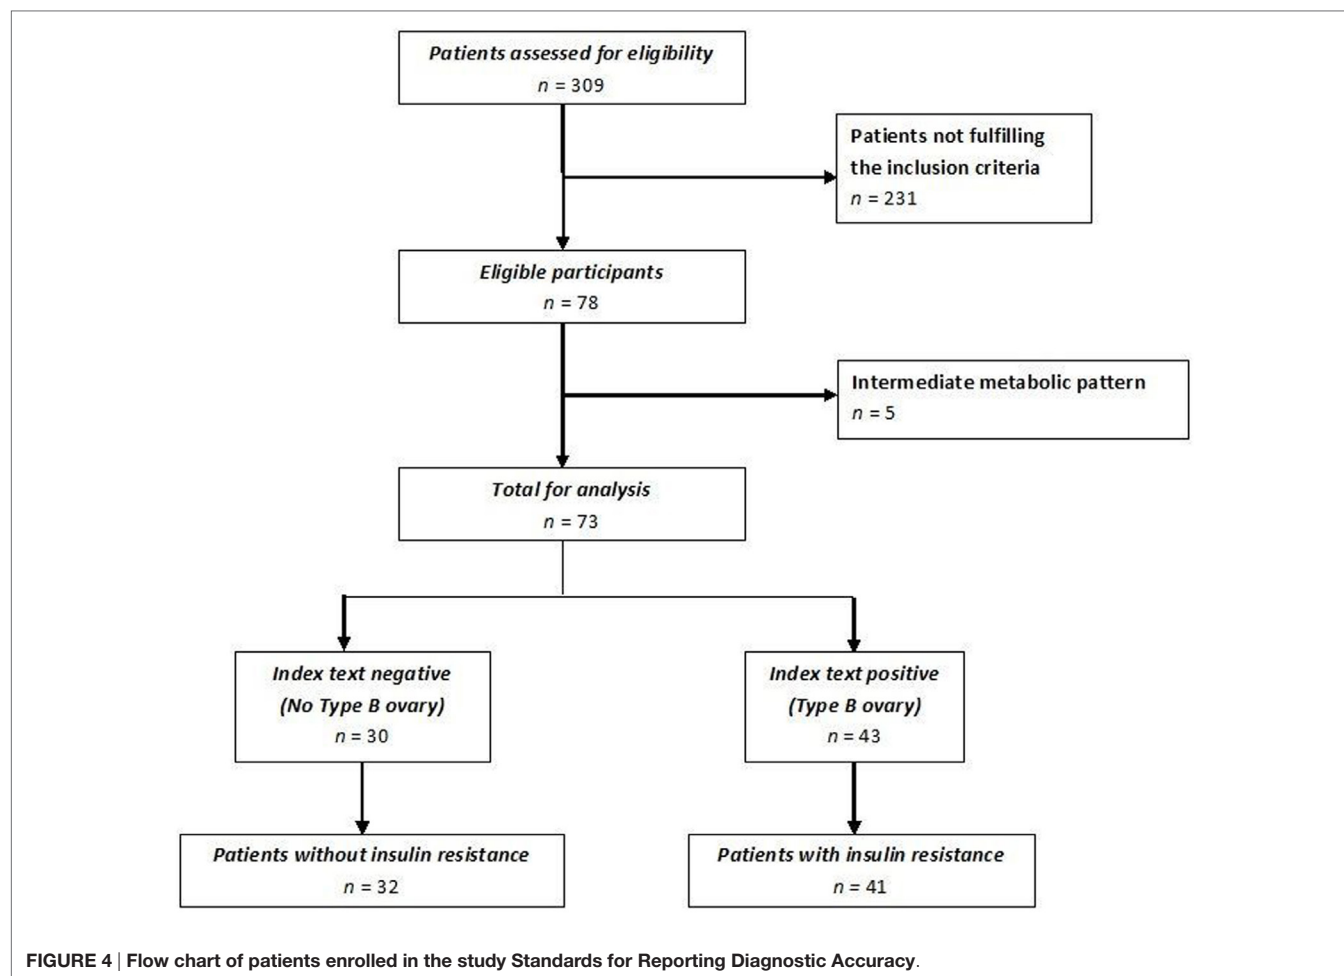 Patients assessed for eligibility
n = 309
Patients not fulfilling
the inclusion criteria
n = 231
Eligible participants
n = 78
Intermediate metabolic pattern
n = 5
Total for analysis
n = 73
Index text negative
(No Type B ovary)
n = 30
Index text positive
(Type B ovary)
n = 43
Patients without insulin resistance
n = 32
Patients with insulin resistance
n = 41
FIGURE 4 | Flow chart of patients enrolled in the study Standards for Reporting Diagnostic Accuracy.